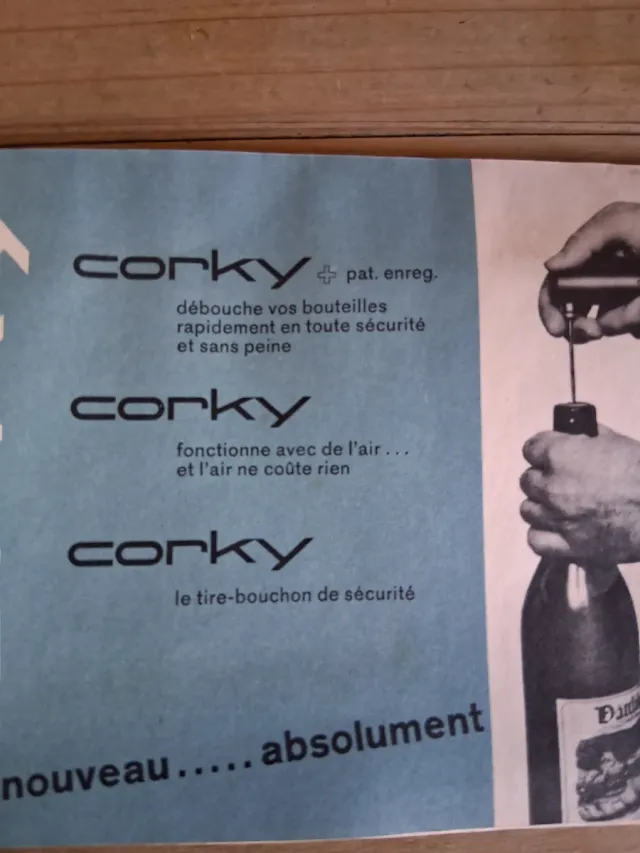 corky + pat. enreg.
débouche vos bouteilles
rapidement en toute sécurité
et sans peine
corky
fonctionne avec de l'air...
et l'air ne coûte rien
corky
le tire-bouchon de sécurité
nouveau.....absolument